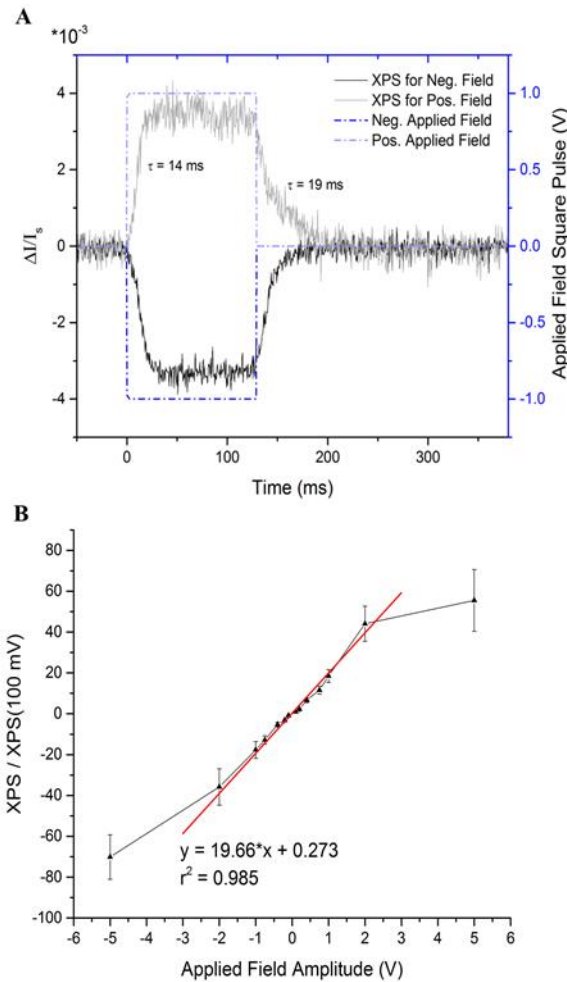 A
×10⁻³
4
2
0
-2
-4
ΔI/Iₛ
XPS for Neg. Field
XPS for Pos. Field
Neg. Applied Field
Pos. Applied Field
τ = 14 ms
τ = 19 ms
1.0
0.5
0.0
-0.5
-1.0
Applied Field Square Pulse (V)
0 100 200 300
Time (ms)
B
80
60
40
20
0
-20
-40
-60
-80
-100
XPS / XPS(100 mV)
y = 19.66*x + 0.273
r² = 0.985
-6 -5 -4 -3 -2 -1 0 1 2 3 4 5 6
Applied Field Amplitude (V)